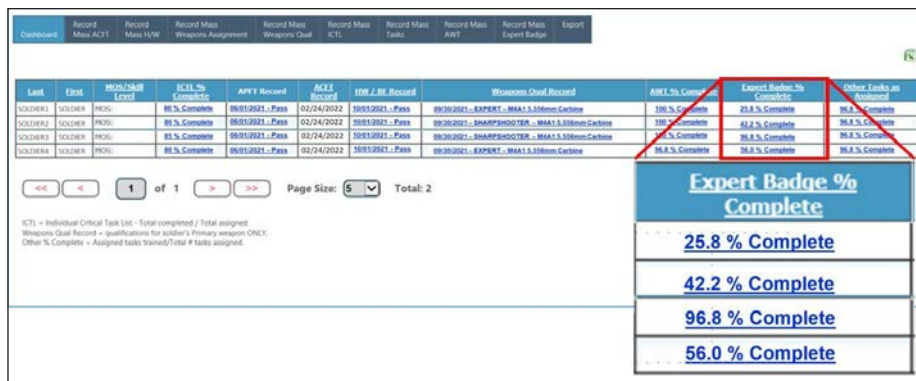 Dashboard Record Mass ACFT Record Mass H/W Record Mass Weapons Assignment Record Mass Weapons Qual Record Mass ICTL Record Mass Tasks Record Mass AWT Record Mass Expert Badge Export
Last First MOS/Skill Level ICTL % Complete APFT Record ACFT Record HW / BF Record Weapons Qual Record AWT % Complete Expert Badge % Complete Other Tasks as Assigned
SOLDIER1 SOLDIER MOS: 80 % Complete 06/01/2021 - Pass 02/24/2022 10/01/2021 - Pass 09/30/2021 - EXPERT - M4A1 5.556mm Carbine 100 % Complete 25.8 % Complete 96.8 % Complete
SOLDIER2 SOLDIER MOS: 90 % Complete 06/01/2021 - Pass 02/24/2022 10/01/2021 - Pass 09/30/2021 - SHARPSHOOTER - M4A1 5.556mm Carbine 100 % Complete 42.2 % Complete 96.8 % Complete
SOLDIER3 SOLDIER MOS: 85 % Complete 06/01/2021 - Pass 02/24/2022 10/01/2021 - Pass 09/30/2021 - SHARPSHOOTER - M4A1 5.556mm Carbine % Complete 96.8 % Complete 96.8 % Complete
SOLDIER4 SOLDIER MOS: 80 % Complete 06/01/2021 - Pass 02/24/2022 10/01/2021 - Pass 09/30/2021 - EXPERT - M4A1 5.556mm Carbine 96.8 % Complete 56.0 % Complete 96.8 % Complete
<< < 1 of 1 > >> Page Size: 5 Total: 2
ICTL = Individual Critical Task List - Total completed / Total assigned
Weapons Qual Record = qualifications for soldier's Primary weapon ONLY.
Other % Complete = Assigned tasks trained/Total # tasks assigned.
Expert Badge %
Complete
25.8 % Complete
42.2 % Complete
96.8 % Complete
56.0 % Complete